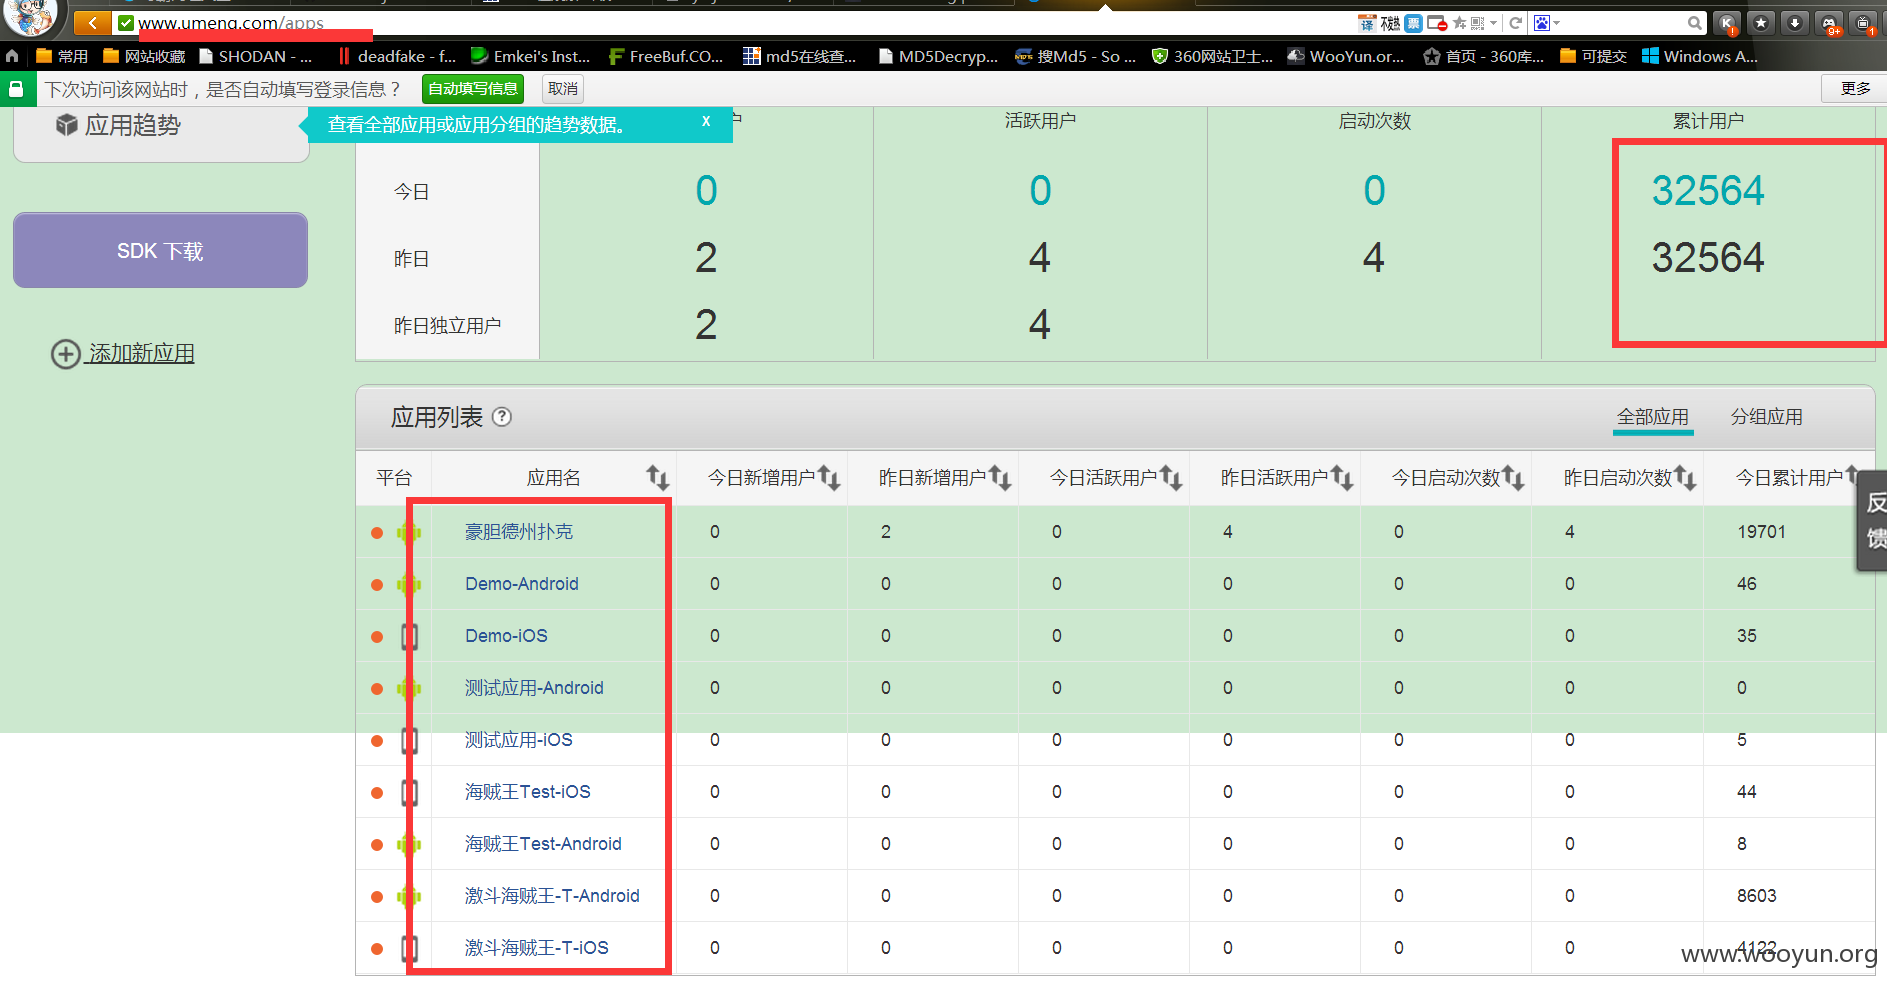 www.umeng.com/apps
译 不发热 票
常用 网站收藏 SHODAN - ... deadfake - f... Emkei's Inst... FreeBuf.CO... md5在线查... MD5Decryp... 搜Md5 - So ... 360网站卫士... WooYun.or... 首页 - 360库... 可提交 Windows A...
下次访问该网站时，是否自动填写登录信息？ 自动填写信息 取消 更多
应用趋势
查看全部应用或应用分组的趋势数据。 x
户 活跃用户 启动次数 累计用户
今日 0 0 0 32564
昨日 2 4 4 32564
昨日独立用户 2 4
SDK 下载
添加新应用
应用列表 ? 全部应用 分组应用
平台 应用名 今日新增用户 昨日新增用户 今日活跃用户 昨日活跃用户 今日启动次数 昨日启动次数 今日累计用户
豪胆德州扑克 0 2 0 4 0 4 19701
Demo-Android 0 0 0 0 0 0 46
Demo-iOS 0 0 0 0 0 0 35
测试应用-Android 0 0 0 0 0 0 0
测试应用-iOS 0 0 0 0 0 0 5
海贼王Test-iOS 0 0 0 0 0 0 44
海贼王Test-Android 0 0 0 0 0 0 8
激斗海贼王-T-Android 0 0 0 0 0 0 8603
激斗海贼王-T-iOS 0 0 0 0 0 0 4122
反馈
www.wooyun.org